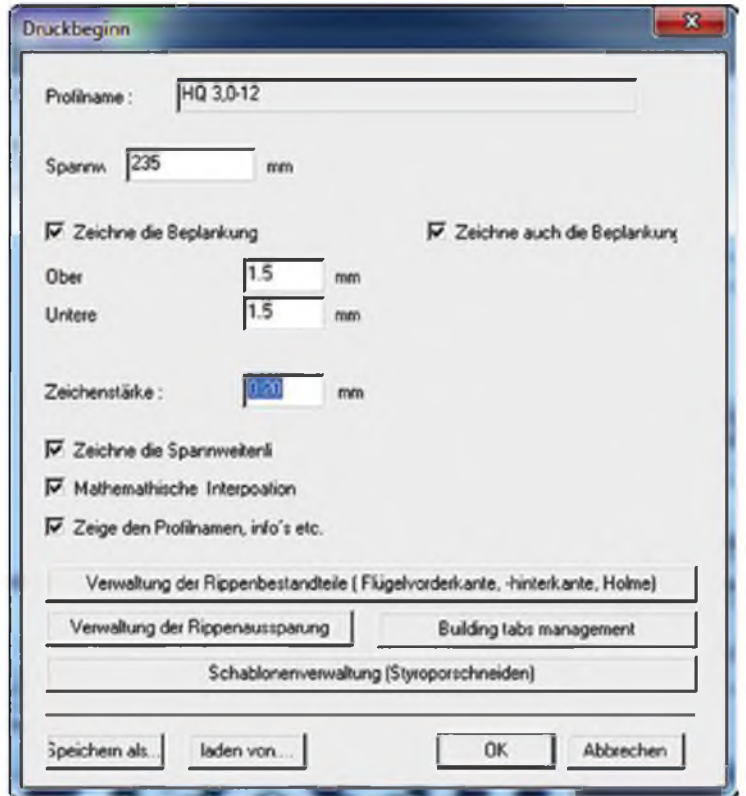 Druckbeginn
Profilname : HQ 3,0-12
Spannw. 235 mm
Zeichne die Beplankung Zeichne auch die Beplankung
Ober 1.5 mm
Untere 1.5 mm
Zeichenstärke : 0.20 mm
Zeichne die Spannweitenli
Mathemathische Interpoation
Zeige den Profilnamen, info's etc.
Verwaltung der Rippenbestandteile ( Flügelvorderkante, -hinterkante, Holme)
Verwaltung der Rippenaussparung Building tabs management
Schablonenverwaltung (Styroporschneiden)
Speichern als... laden von.... OK Abbrechen